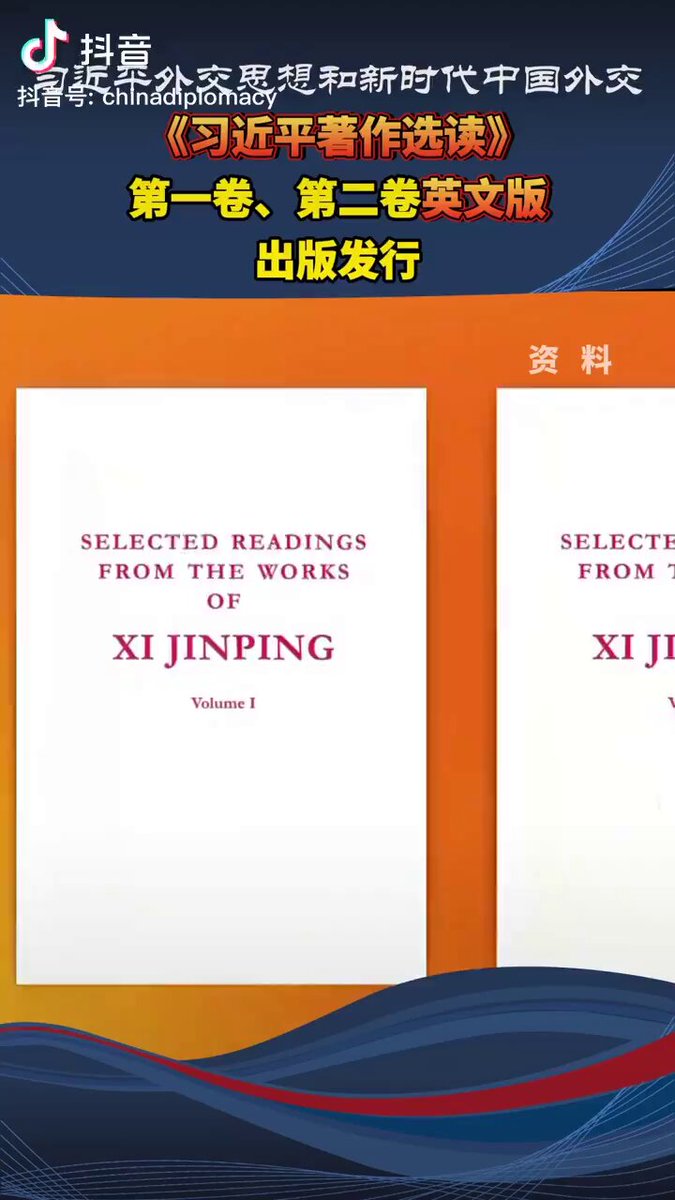 抖音
习近平外交思想和新时代中国外交
抖音号: chinadiplomacy
《习近平著作选读》
第一卷、第二卷英文版
出版发行
资 料
SELECTED READINGS
FROM THE WORKS
OF
XI JINPING
Volume I
SELECTE
FROM T
XI JI
V